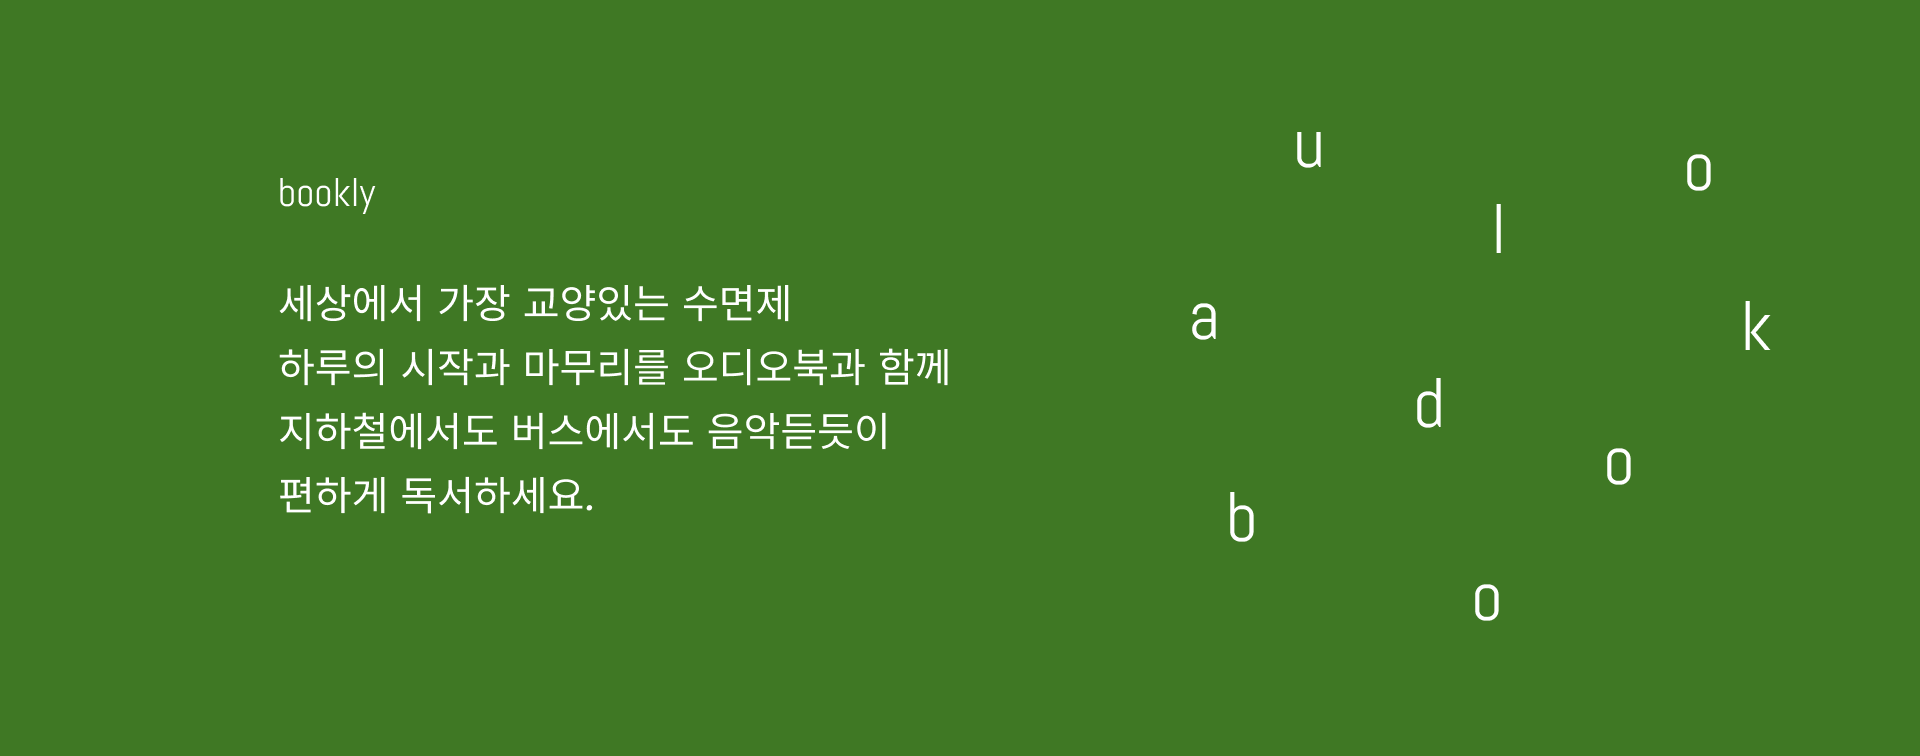 bookly
세상에서 가장 교양있는 수면제
하루의 시작과 마무리를 오디오북과 함께
지하철에서도 버스에서도 음악듣듯이
편하게 독서하세요.
u
o
l
a
k
d
o
b
o